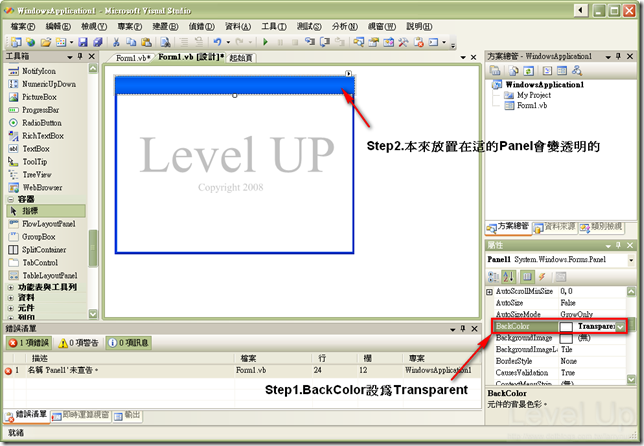 WindowsApplication1 - Microsoft Visual Studio
檔案(F) 編輯(E) 檢視(V) 專案(P) 建置(B) 偵錯(D) 資料(A) 工具(T) 測試(S) 分析(N) 視窗(W) 說明(H)
工具箱
NotifyIcon
NumericUpDown
PictureBox
ProgressBar
RadioButton
RichTextBox
TextBox
ToolTip
TreeView
WebBrowser
容器
指標
FlowLayoutPanel
GroupBox
SplitContainer
TabControl
TableLayoutPanel
功能表與工具列
資料
元件
列印
Form1.vb* Form1.vb [設計]* 起始頁
Level UP
Copyright 2008
Step2.本來放置在這的Panel會變透明的
方案總管 - WindowsApplication1
WindowsApplication1
My Project
Form1.vb
方案總管 資料來源 類別檢視
屬性
Panel1 System.Windows.Forms.Panel
AutoScrollMinSize 0, 0
AutoSize False
AutoSizeMode GrowOnly
BackColor Transparen
BackgroundImage (無)
BackgroundImageL Tile
BorderStyle None
CausesValidation True
ContextMenuStrip (無)
BackColor
元件的背景色彩。
錯誤清單
1 項錯誤 0 項警告 0 項訊息
描述 檔案 行 欄 專案
1 名稱 'Panel1' 未宣告。 Form1.vb 24 12 WindowsApplication1
Step1.BackColor設為Transparent
錯誤清單 即時運算視窗 輸出
就緒
Level Up